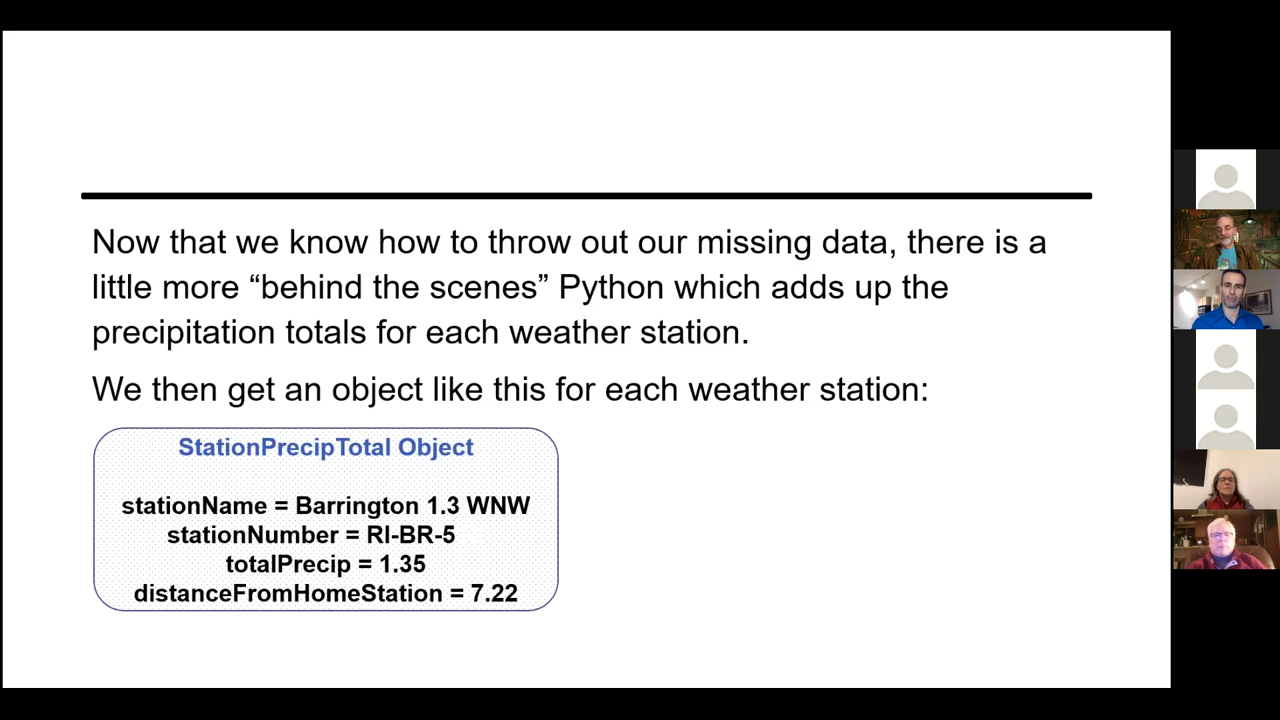 Now that we know how to throw out our missing data, there is a
little more “behind the scenes” Python which adds up the
precipitation totals for each weather station.
We then get an object like this for each weather station:
StationPrecipTotal Object
stationName = Barrington 1.3 WNW
stationNumber = RI-BR-5
totalPrecip = 1.35
distanceFromHomeStation = 7.22